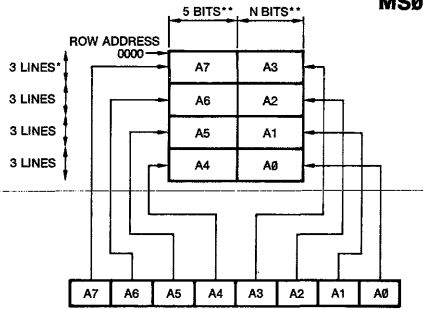 MSØ
5 BITS** N BITS**
ROW ADDRESS
0000
3 LINES* A7 A3
3 LINES A6 A2
3 LINES A5 A1
3 LINES A4 AØ
A7 A6 A5 A4 A3 A2 A1 AØ